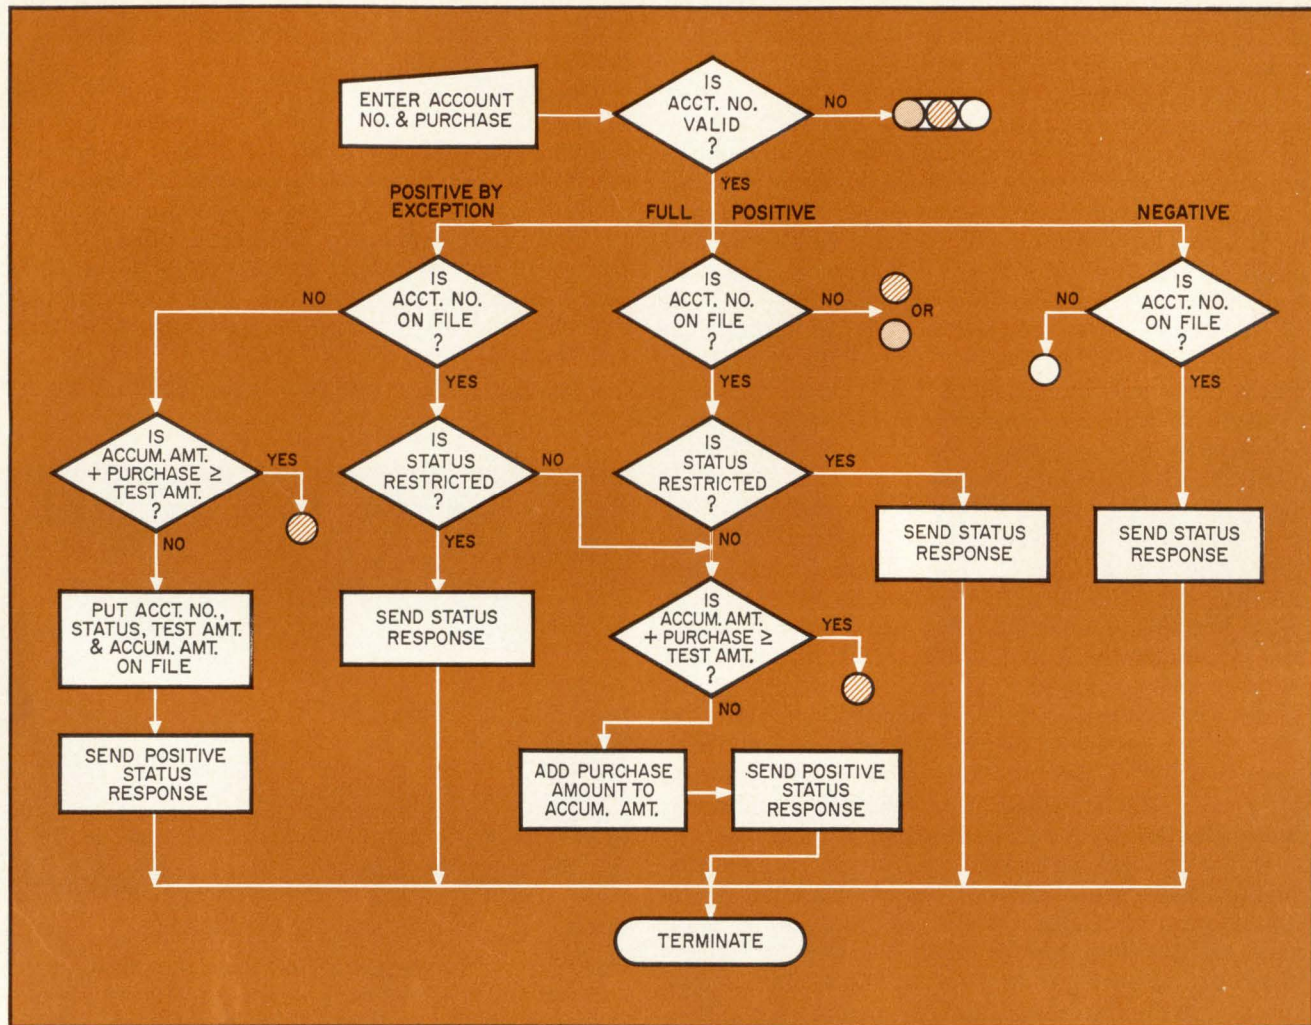 ENTER ACCOUNT
NO. & PURCHASE
IS
ACCT. NO.
VALID
?
NO
YES
POSITIVE BY
EXCEPTION
FULL POSITIVE
NEGATIVE
IS
ACCT. NO.
ON FILE
?
NO
YES
IS
ACCT. NO.
ON FILE
?
NO
OR
YES
IS
ACCT. NO.
ON FILE
?
NO
YES
IS
ACCUM. AMT.
+ PURCHASE ≥
TEST AMT.
?
YES
NO
IS
STATUS
RESTRICTED
?
NO
YES
IS
STATUS
RESTRICTED
?
YES
NO
SEND STATUS
RESPONSE
SEND STATUS
RESPONSE
PUT ACCT. NO.,
STATUS, TEST AMT.
& ACCUM. AMT.
ON FILE
SEND STATUS
RESPONSE
IS
ACCUM. AMT.
+ PURCHASE ≥
TEST AMT.
?
YES
NO
SEND POSITIVE
STATUS
RESPONSE
ADD PURCHASE
AMOUNT TO
ACCUM. AMT.
SEND POSITIVE
STATUS
RESPONSE
TERMINATE